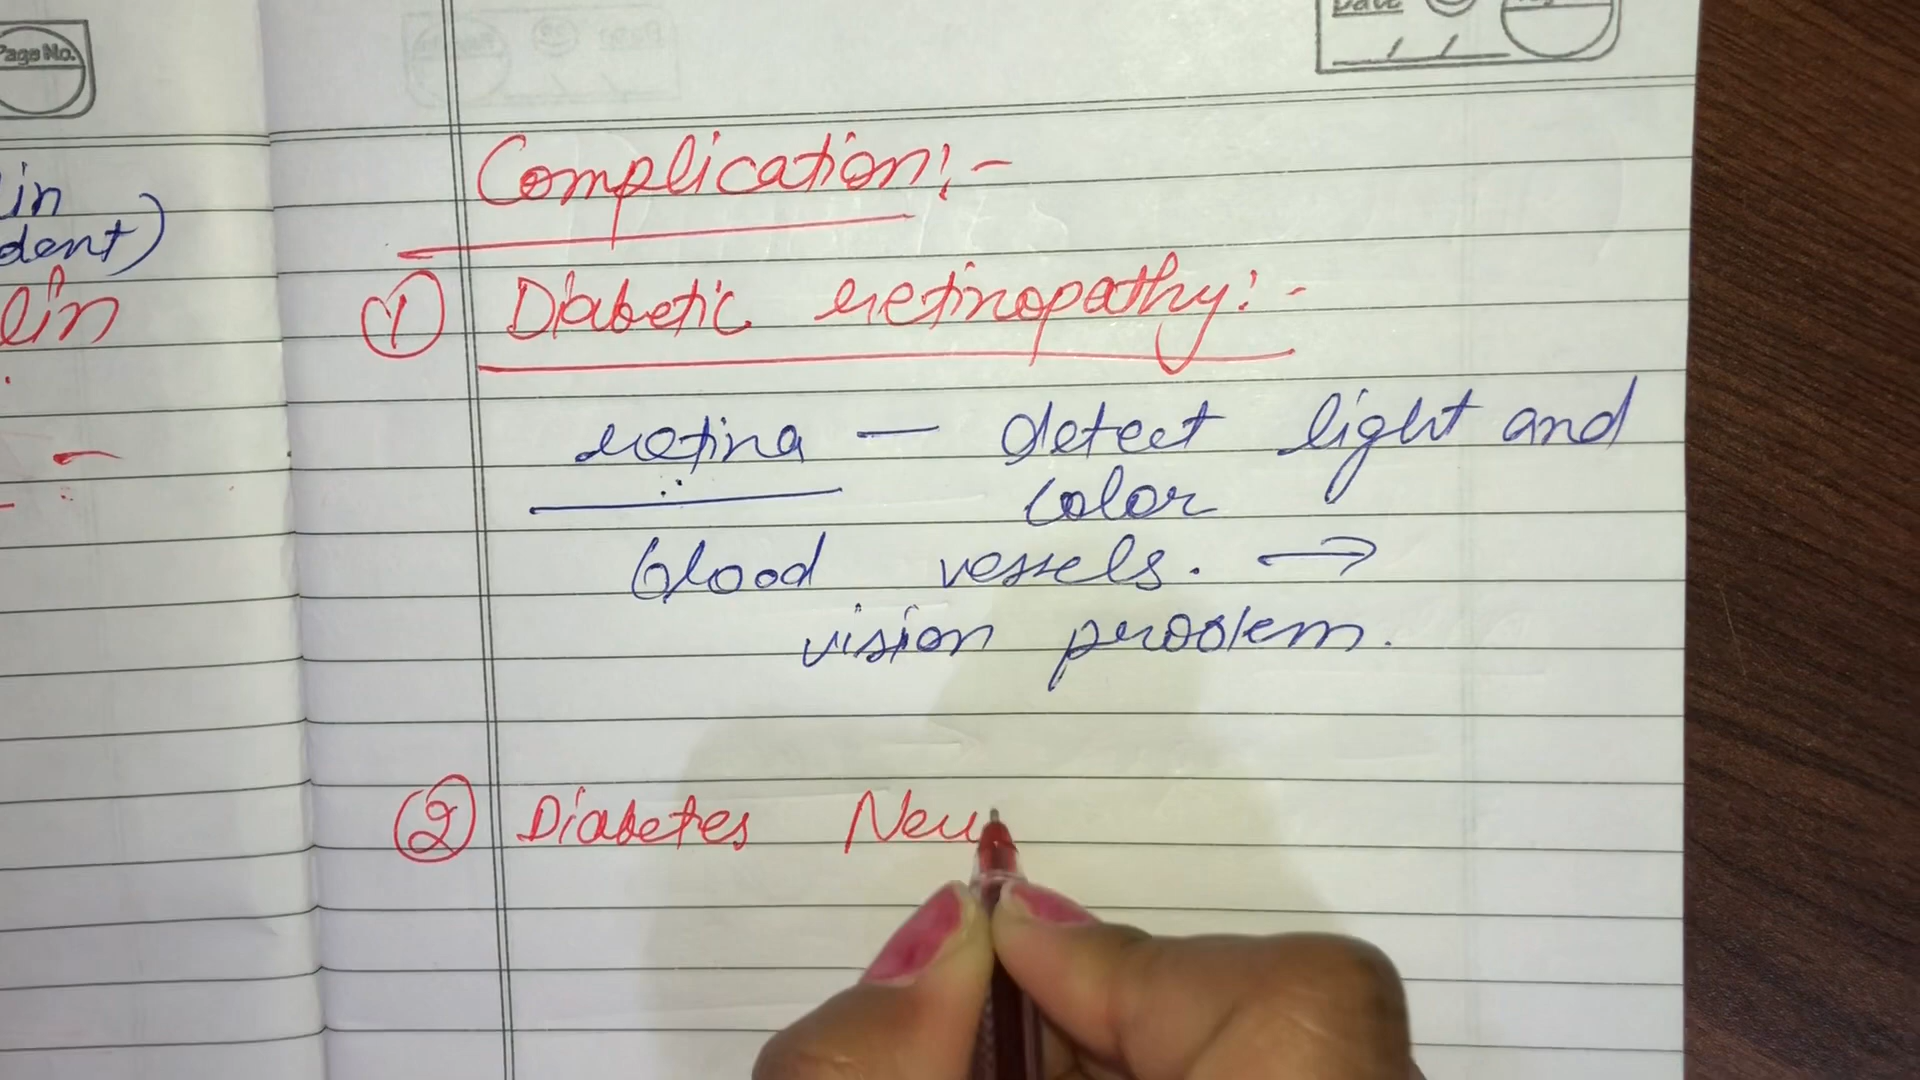 Page No.
Date
in
dent)
lin
Complication:-
① Diabetic retinopathy:-
retina — detect light and
color
blood vessels. →
vision problem.
② Diabetes Neu